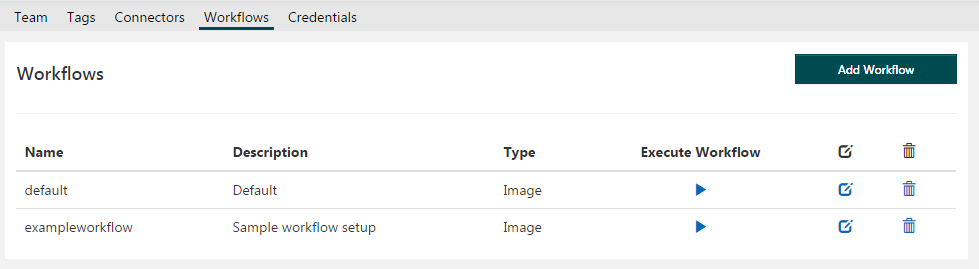 Team Tags Connectors Workflows Credentials
Workflows
Add Workflow
Name Description Type Execute Workflow
default Default Image
exampleworkflow Sample workflow setup Image